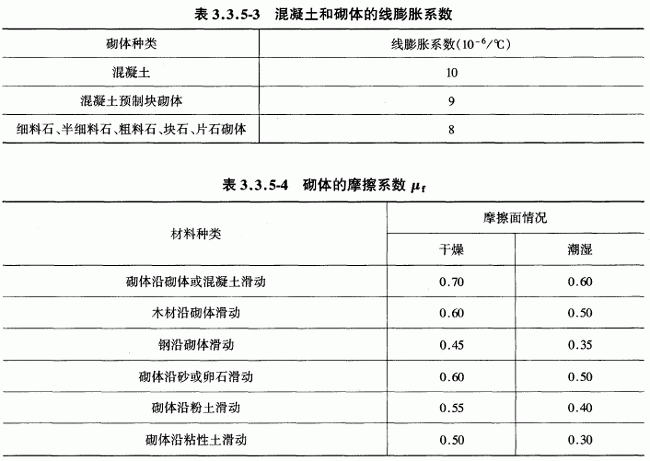 表 3.3.5-3 混凝土和砌体的线膨胀系数
砌体种类 线膨胀系数(10⁻⁶/℃)
混凝土 10
混凝土预制块砌体 9
细料石、半细料石、粗料石、块石、片石砌体 8
表 3.3.5-4 砌体的摩擦系数 μf
材料种类 摩擦面情况
干燥 潮湿
砌体沿砌体或混凝土滑动 0.70 0.60
木材沿砌体滑动 0.60 0.50
钢沿砌体滑动 0.45 0.35
砌体沿砂或卵石滑动 0.60 0.50
砌体沿粉土滑动 0.55 0.40
砌体沿粘性土滑动 0.50 0.30